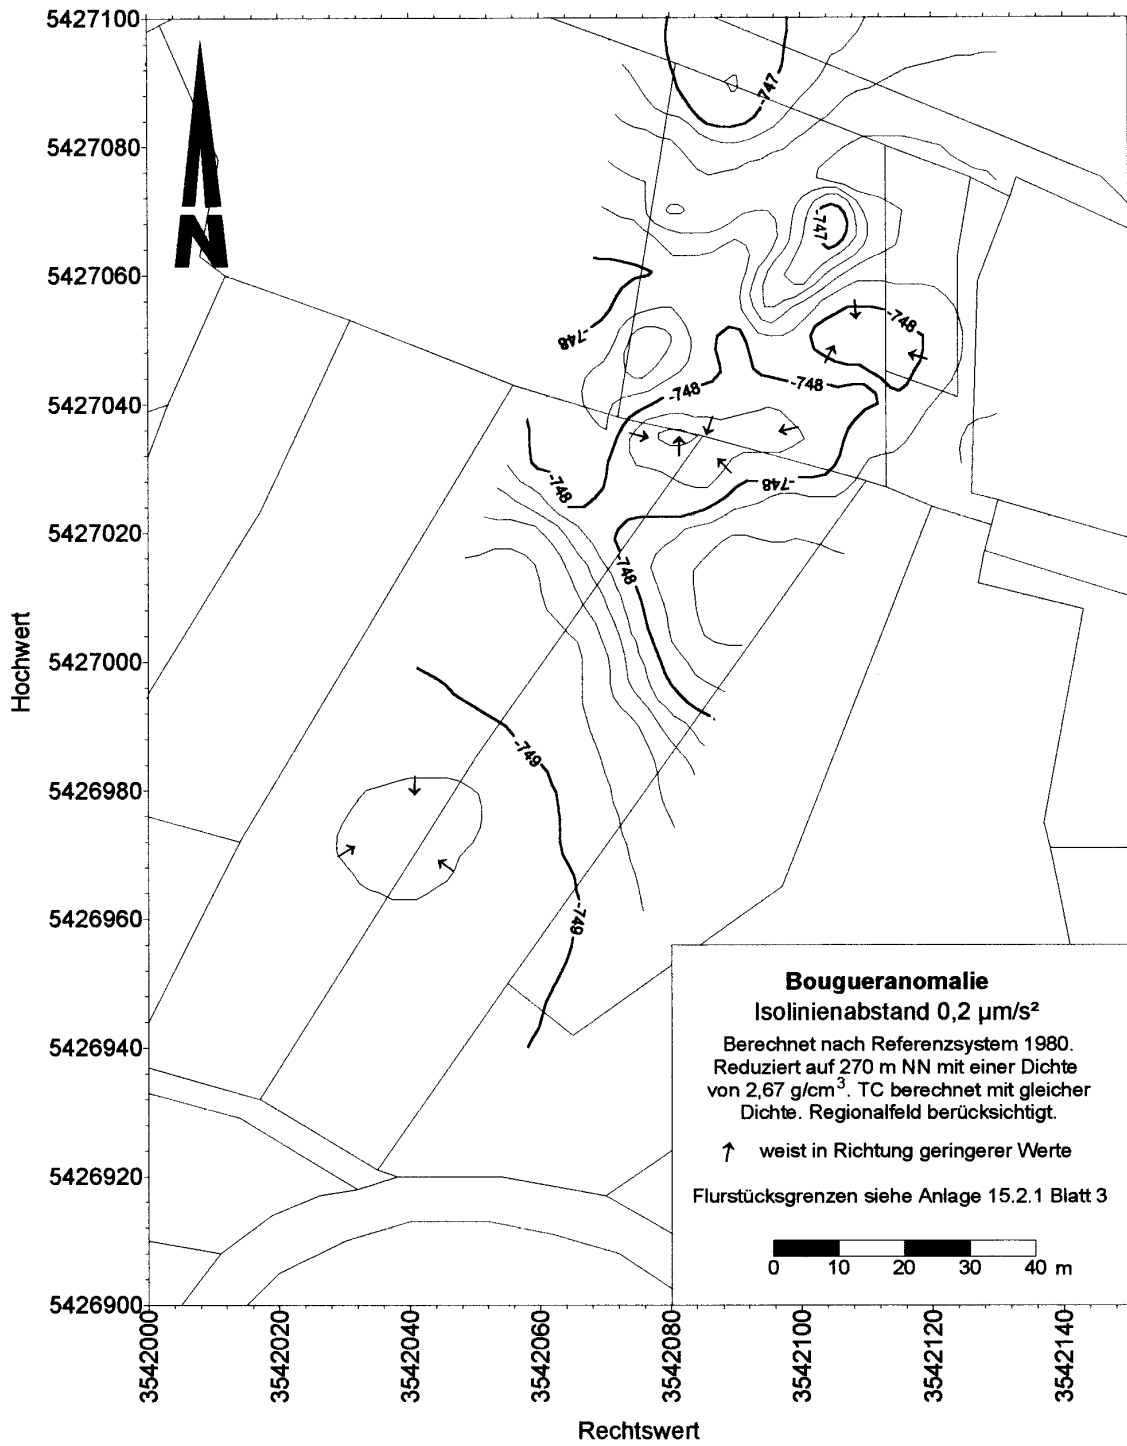 5427100
5427080
5427060
5427040
5427020
5427000
5426980
5426960
5426940
5426920
5426900
Hochwert
N
-747
-747
-748
-748
-748
-748
-748
-748
-748
-749
-749
Bougueranomalie
Isolinienabstand 0,2 µm/s²
Berechnet nach Referenzsystem 1980.
Reduziert auf 270 m NN mit einer Dichte
von 2,67 g/cm³. TC berechnet mit gleicher
Dichte. Regionalfeld berücksichtigt.
weist in Richtung geringerer Werte
Flurstücksgrenzen siehe Anlage 15.2.1 Blatt 3
0 10 20 30 40 m
3542000
3542020
3542040
3542060
3542080
3542100
3542120
3542140
Rechtswert